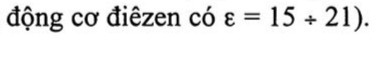 động cơ điêzen có ε = 15 ÷ 21).